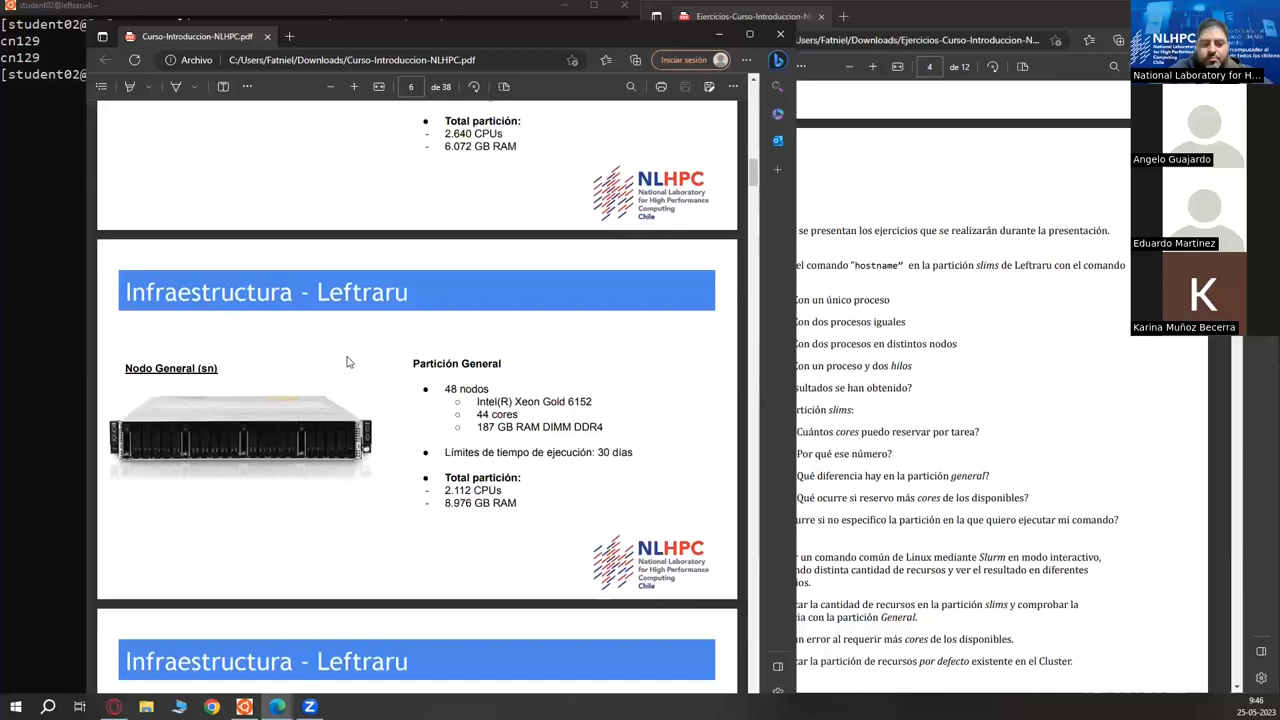 student02@leftraru4:~
[stud
cn129
cn129
[student02@
Curso-Introduccion-NLHPC.pdf
Archivo
C:/Users/Fatniel/Downloads/Curso-Introduccion-NLHPC.pdf
Iniciar sesión
6
de 38
Total partición:
- 2.640 CPUs
- 6.072 GB RAM
NLHPC
National Laboratory
for High Performance
Computing
Chile
Infraestructura - Leftraru
Nodo General (sn)
Partición General
48 nodos
Intel(R) Xeon Gold 6152
44 cores
187 GB RAM DIMM DDR4
Límites de tiempo de ejecución: 30 días
Total partición:
- 2.112 CPUs
- 8.976 GB RAM
NLHPC
National Laboratory
for High Performance
Computing
Chile
Infraestructura - Leftraru
Ejercicios-Curso-Introduccion-NLHPC
sers/Fatniel/Downloads/Ejercicios-Curso-Introduccion-N...
4
de 12
se presentan los ejercicios que se realizarán durante la presentación.
el comando "hostname" en la partición slims de Leftraru con el comando
Con un único proceso
Con dos procesos iguales
Con dos procesos en distintos nodos
Con un proceso y dos hilos
sultados se han obtenido?
rtición slims:
Cuántos cores puedo reservar por tarea?
Por qué ese número?
Qué diferencia hay en la partición general?
Qué ocurre si reservo más cores de los disponibles?
urre si no especifico la partición en la que quiero ejecutar mi comando?
r un comando común de Linux mediante Slurm en modo interactivo,
ndo distinta cantidad de recursos y ver el resultado en diferentes
ios.
car la cantidad de recursos en la partición slims y comprobar la
cia con la partición General.
un error al requerir más cores de los disponibles.
car la partición de recursos por defecto existente en el Cluster.
NLHPC
National Laboratory
for High Performance
Computing
Chile
National Laboratory for H...
Angelo Guajardo
Eduardo Martinez
K
Karina Muñoz Becerra
9:46
25-05-2023